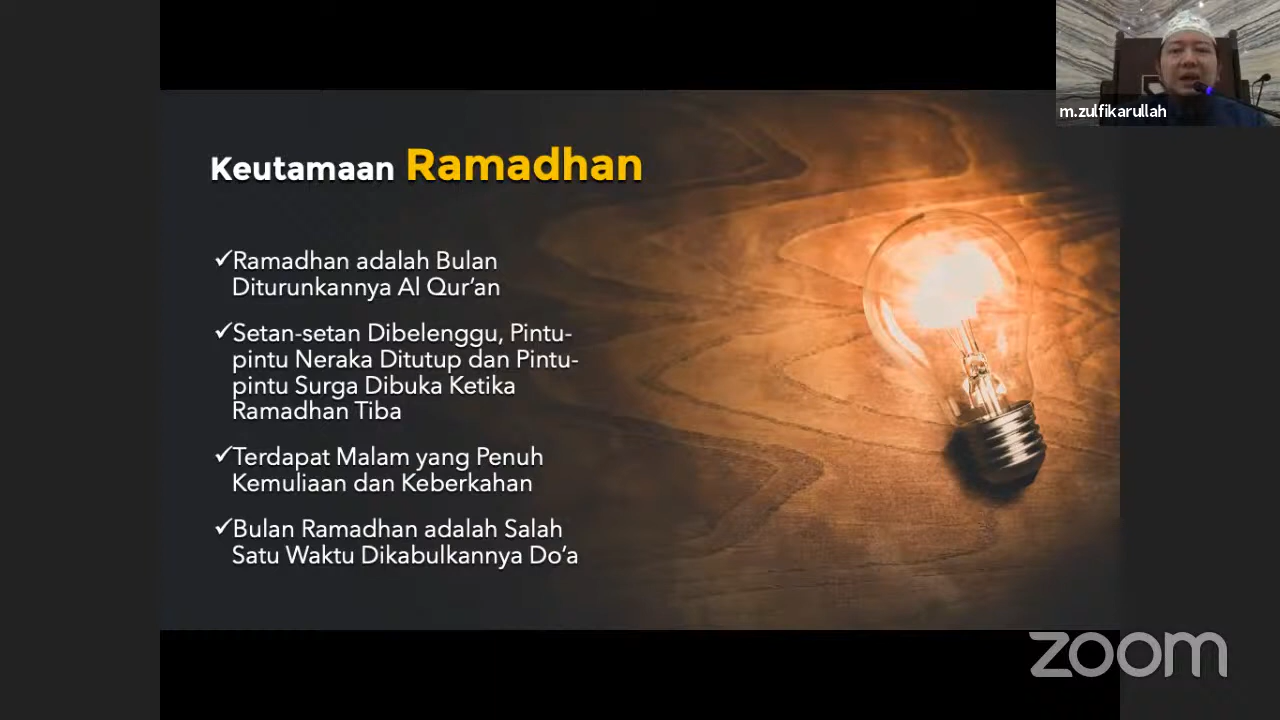 m.zulfikarullah
Keutamaan Ramadhan
✓Ramadhan adalah Bulan
Diturunkannya Al Qur’an
✓Setan-setan Dibelenggu, Pintu-
pintu Neraka Ditutup dan Pintu-
pintu Surga Dibuka Ketika
Ramadhan Tiba
✓Terdapat Malam yang Penuh
Kemuliaan dan Keberkahan
✓Bulan Ramadhan adalah Salah
Satu Waktu Dikabulkannya Do’a
zoom